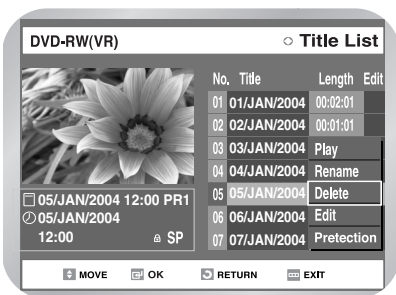 DVD-RW(VR) Title List
No. Title Length Edit
01 01/JAN/2004 00:02:01
02 02/JAN/2004 00:01:01
03 03/JAN/2004 Play
04 04/JAN/2004 Rename
05 05/JAN/2004 Delete
06 06/JAN/2004 Edit
07 07/JAN/2004 Pretection
05/JAN/2004 12:00 PR1
05/JAN/2004
12:00 SP
MOVE OK RETURN EXIT